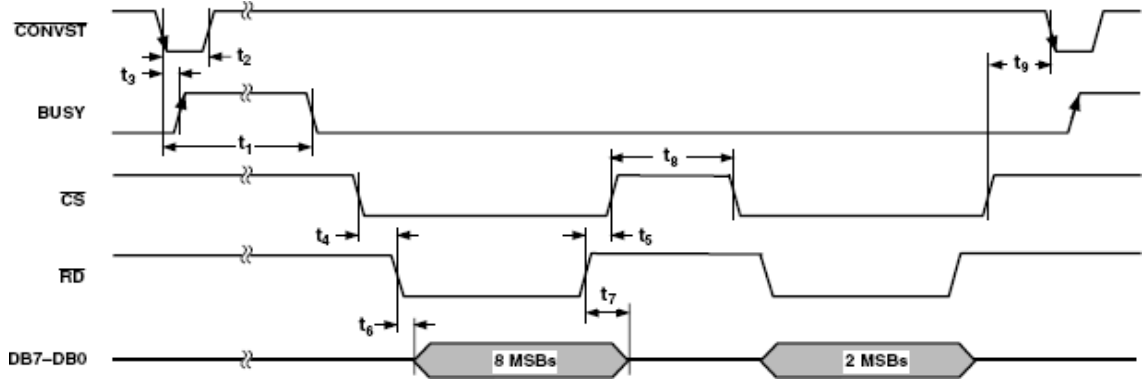 CONVST
t2
t3
t9
BUSY
t1
t8
CS
t4
t5
RD
t7
t6
DB7–DB0
8 MSBs
2 MSBs